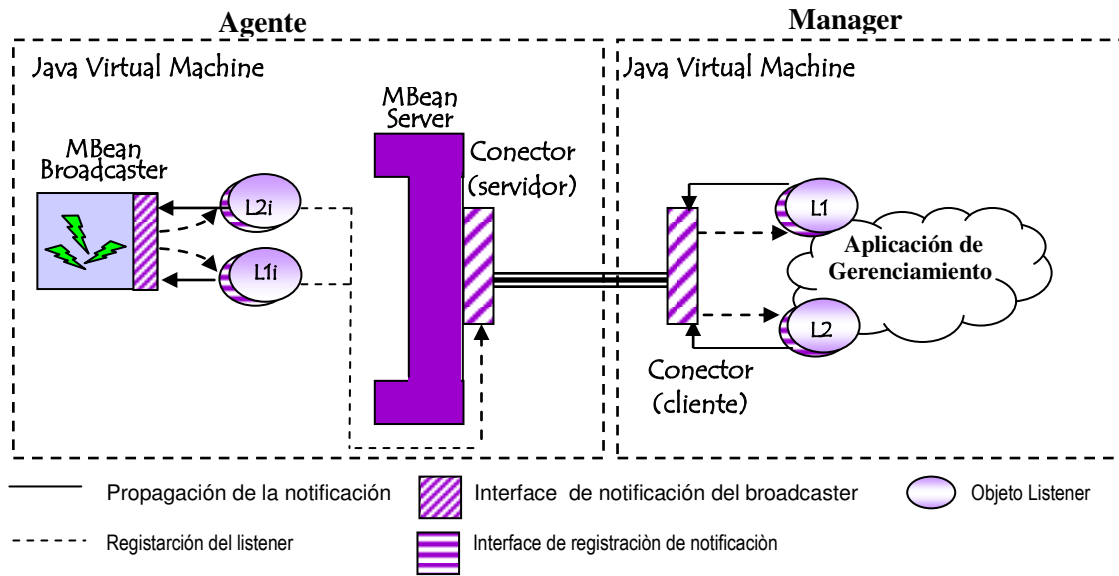 Agente
Manager
Java Virtual Machine
Java Virtual Machine
MBean
Server
MBean
Broadcaster
Conector
(servidor)
L2i
L1i
L1
Aplicación de
Gerenciamiento
L2
Conector
(cliente)
Propagación de la notificación
Interface de notificación del broadcaster
Objeto Listener
Registarción del listener
Interface de registraciòn de notificaciòn